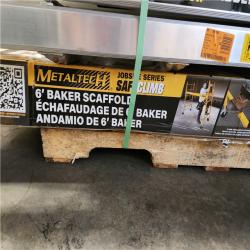 METALTECH
JOBSITE SERIES
SAFECLIMB
6' BAKER SCAFFOLD
ÉCHAFAUDAGE DE 6' BAKER
ANDAMIO DE 6' BAKER